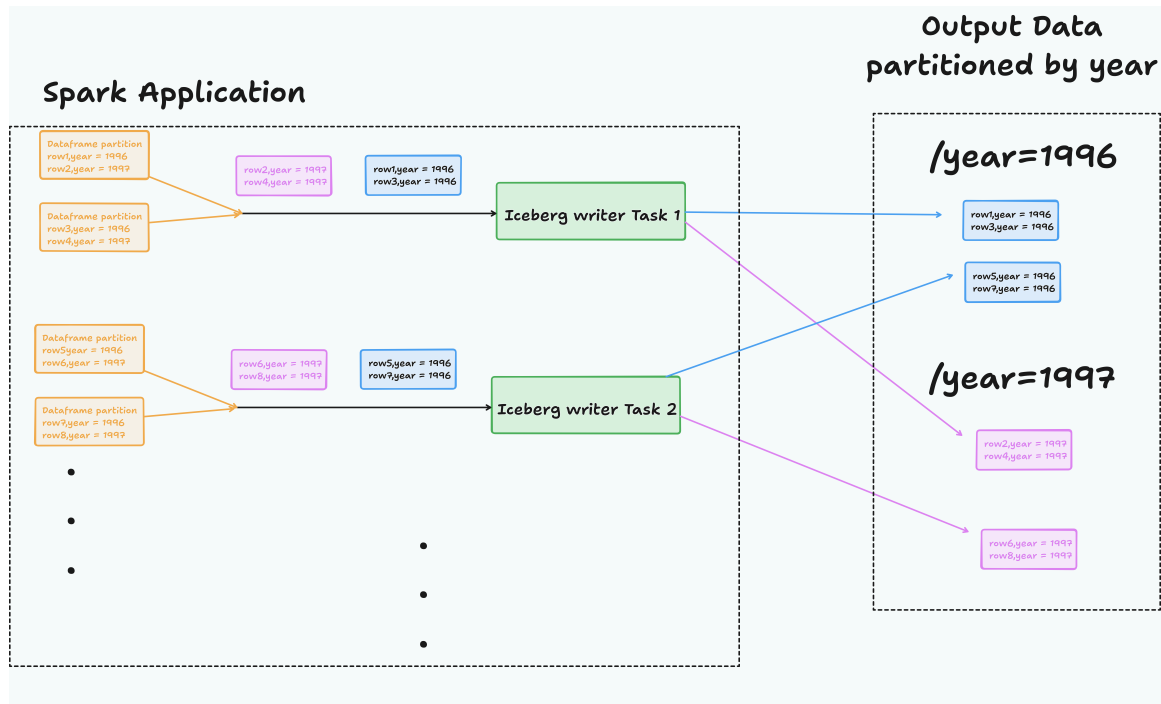 Output Data
partitioned by year
Spark Application
Dataframe partition
row1,year = 1996
row2,year = 1997
Dataframe partition
row3,year = 1996
row4,year = 1997
row2,year = 1997
row4,year = 1997
row1,year = 1996
row3,year = 1996
Iceberg writer Task 1
Dataframe partition
row5year = 1996
row6,year = 1997
Dataframe partition
row7,year = 1996
row8,year = 1997
row6,year = 1997
row8,year = 1997
row5,year = 1996
row7,year = 1996
Iceberg writer Task 2
/year=1996
row1,year = 1996
row3,year = 1996
row5,year = 1996
row7,year = 1996
/year=1997
row2,year = 1997
row4,year = 1997
row6,year = 1997
row8,year = 1997